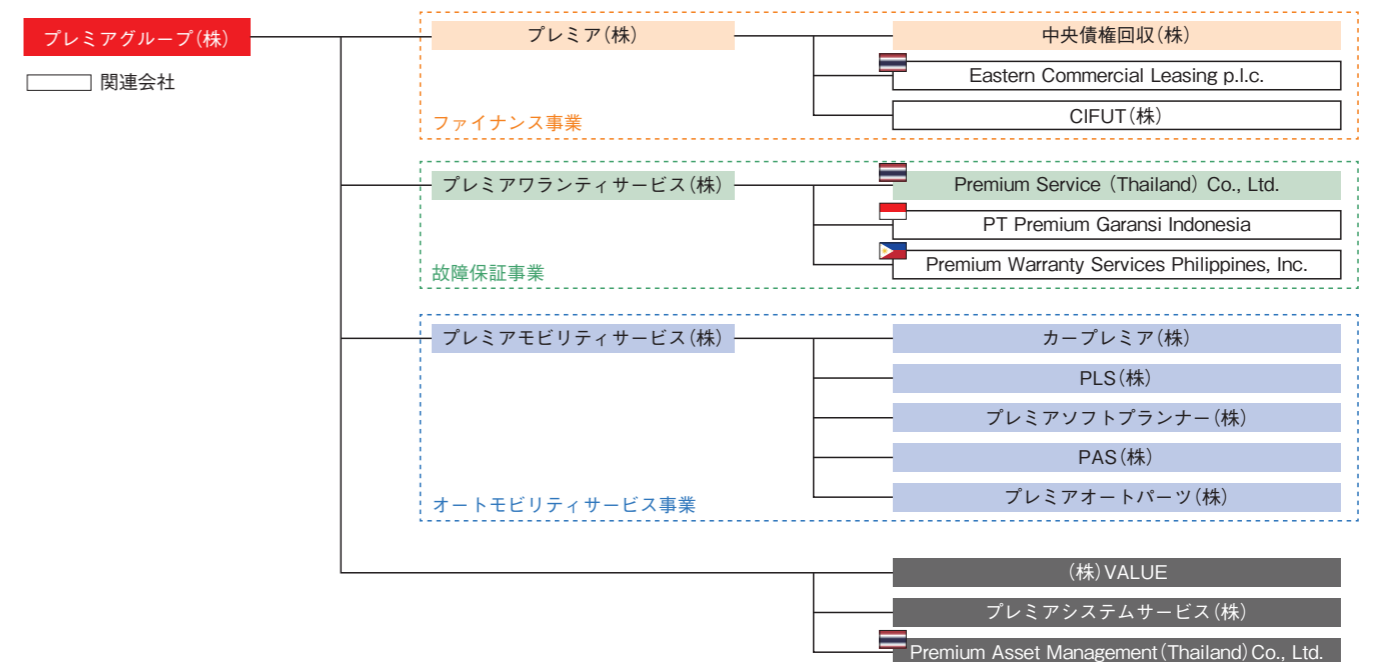 プレミアグループ(株)
関連会社
プレミア(株)
中央債権回収(株)
Eastern Commercial Leasing p.l.c.
CIFUT(株)
ファイナンス事業
プレミアワランティサービス(株)
Premium Service (Thailand) Co., Ltd.
PT Premium Garansi Indonesia
Premium Warranty Services Philippines, Inc.
故障保証事業
プレミアモビリティサービス(株)
カープレミア(株)
PLS(株)
プレミアソフトプランナー(株)
PAS(株)
プレミアオートパーツ(株)
オートモビリティサービス事業
(株)VALUE
プレミアシステムサービス(株)
Premium Asset Management(Thailand)Co., Ltd.